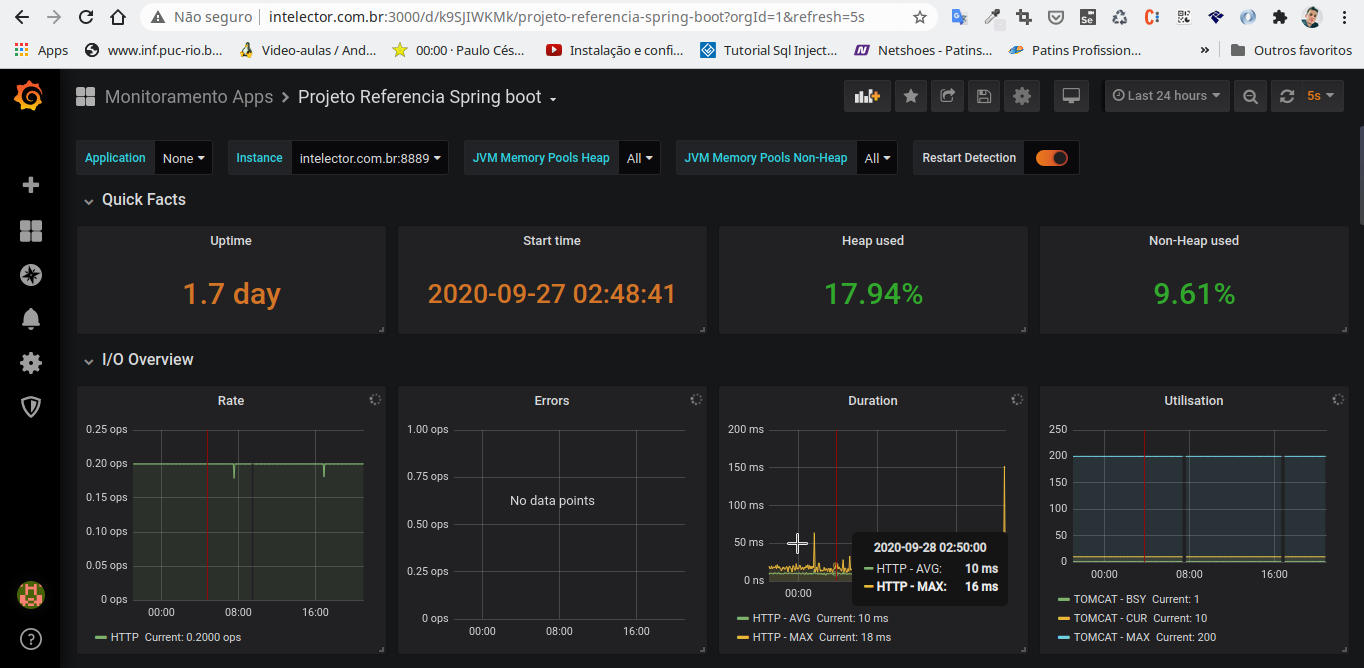 Não seguro | intelector.com.br:3000/d/k9SJIWKMk/projeto-referencia-spring-boot?orgId=1&refresh=5s
Apps www.inf.puc-rio.b... Video-aulas / And... 00:00 · Paulo Cés... Instalação e confi... Tutorial Sql Inject... Netshoes - Patins... Patins Profission... » Outros favoritos
Monitoramento Apps > Projeto Referencia Spring boot
Last 24 hours 5s
Application None Instance intelector.com.br:8889 JVM Memory Pools Heap All JVM Memory Pools Non-Heap All Restart Detection
Quick Facts
Uptime
1.7 day
Start time
2020-09-27 02:48:41
Heap used
17.94%
Non-Heap used
9.61%
I/O Overview
Rate
0.25 ops
0.20 ops
0.15 ops
0.10 ops
0.05 ops
0 ops
00:00 08:00 16:00
HTTP Current: 0.2000 ops
Errors
1.00 ops
0.75 ops
No data points
0.50 ops
0.25 ops
0 ops
00:00 08:00 16:00
Duration
200 ms
150 ms
100 ms
50 ms
0 ns
00:00
2020-09-28 02:50:00
HTTP - AVG: 10 ms
HTTP - MAX: 16 ms
HTTP - AVG Current: 10 ms
HTTP - MAX Current: 18 ms
Utilisation
250
200
150
100
50
0
00:00 08:00 16:00
TOMCAT - BSY Current: 1
TOMCAT - CUR Current: 10
TOMCAT - MAX Current: 200